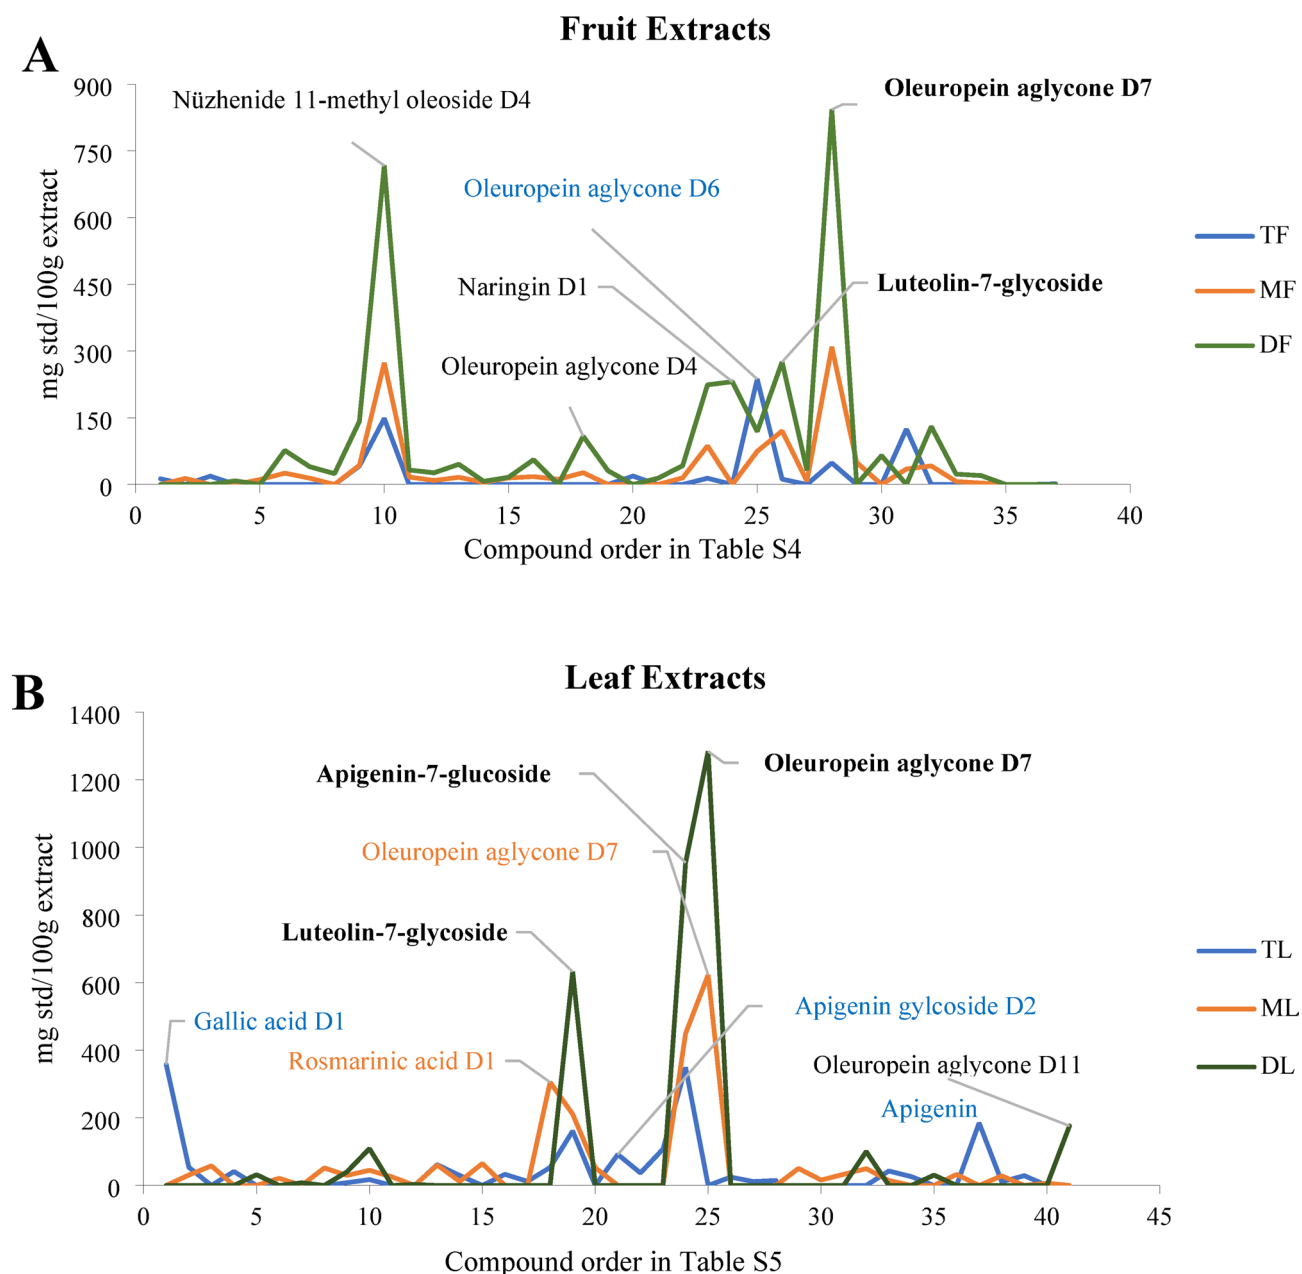 Fruit Extracts
A
900
Nüzhenide 11-methyl oleoside D4
Oleuropein aglycone D7
750
Oleuropein aglycone D6
600
TF
mg std/100g extract
450
Naringin D1
Luteolin-7-glycoside
MF
300
Oleuropein aglycone D4
DF
150
0
0 5 10 15 20 25 30 35 40
Compound order in Table S4
Leaf Extracts
B
1400
1200
Apigenin-7-glucoside
Oleuropein aglycone D7
1000
Oleuropein aglycone D7
800
Luteolin-7-glycoside
TL
mg std/100g extract
600
Gallic acid D1
Apigenin gylcoside D2
ML
400
Rosmarinic acid D1
Oleuropein aglycone D11
DL
200
Apigenin
0
0 5 10 15 20 25 30 35 40 45
Compound order in Table S5